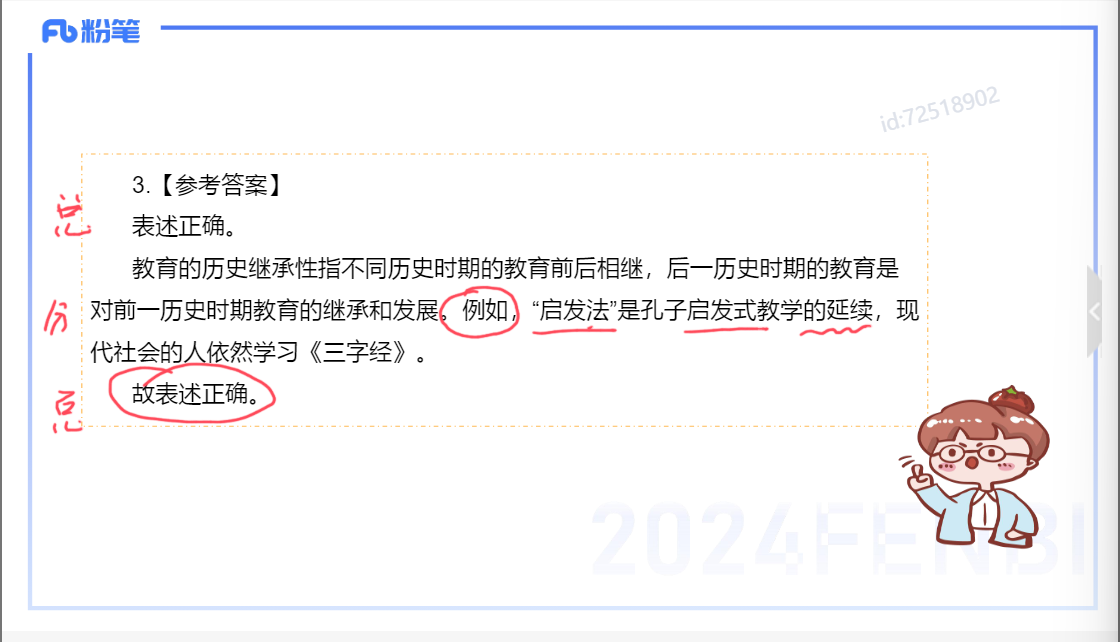 粉笔
id:72518902
3.【参考答案】
总
表述正确。
教育的历史继承性指不同历史时期的教育前后相继，后一历史时期的教育是
分
对前一历史时期教育的继承和发展。例如，“启发法”是孔子启发式教学的延续，现
代社会的人依然学习《三字经》。
总
故表述正确。
2024FENBI